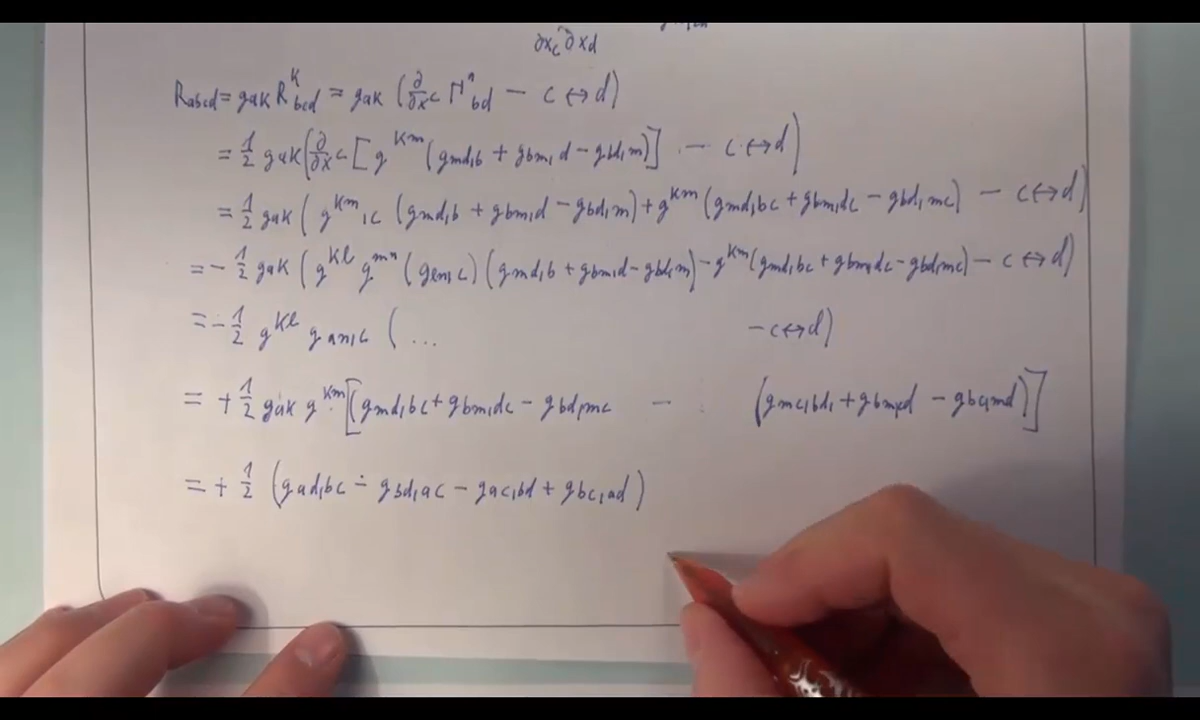 ∂x_c ∂x_d
R_abcd = g_ak R^k_bcd = g_ak (∂/∂x^c Γ^k_bd − c↔d)
= 1/2 g_ak (∂/∂x^c [g^km (g_md,b + g_bm,d − g_bd,m)] − c↔d)
= 1/2 g_ak (g^km,c (g_md,b + g_bm,d − g_bd,m) + g^km (g_md,bc + g_bm,dc − g_bd,mc) − c↔d)
= − 1/2 g_ak (g^kl g^mn (g_ln,c) (g_md,b + g_bm,d − g_bd,m) − g^km (g_md,bc + g_bm,dc − g_bd,mc) − c↔d)
= − 1/2 g^kl g_an,c (... − c↔d)
= + 1/2 g_ak g^km [(g_md,bc + g_bm,dc − g_bd,mc − (g_mc,bd + g_bm,cd − g_bc,md)]
= + 1/2 (g_ad,bc − g_bd,ac − g_ac,bd + g_bc,ad)